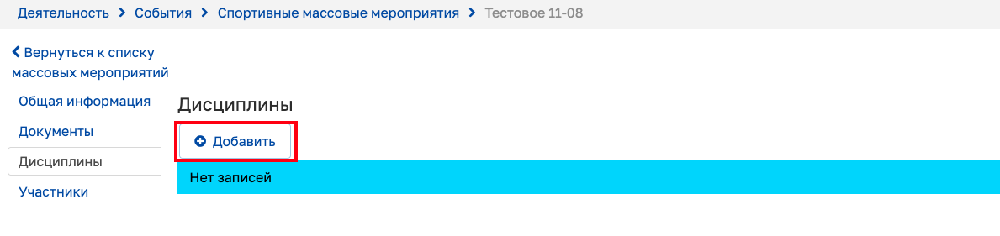 Деятельность > События > Спортивные массовые мероприятия > Тестовое 11-08
Вернуться к списку
массовых мероприятий
Общая информация
Документы
Дисциплины
Участники
Дисциплины
Добавить
Нет записей